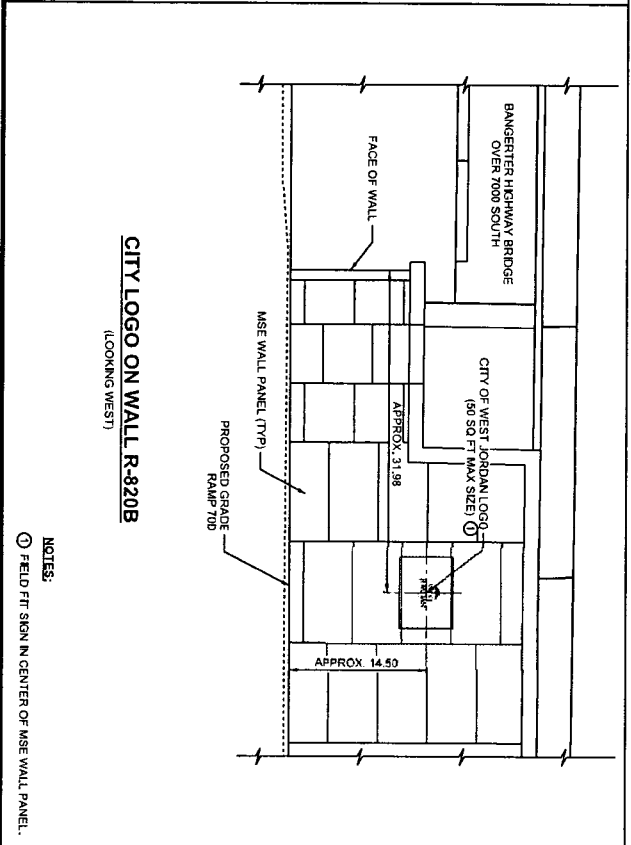 BANGERTER HIGHWAY BRIDGE
OVER 7000 SOUTH
CITY OF WEST JORDAN LOGO
(50 SQ FT MAX SIZE) 1
FACE OF WALL
APPROX. 31.98
MSE WALL PANEL (TYP)
PROPOSED GRADE
RAMP 70D
APPROX. 14.50
CITY LOGO ON WALL R-820B
(LOOKING WEST)
NOTES:
1 FIELD FIT SIGN IN CENTER OF MSE WALL PANEL.